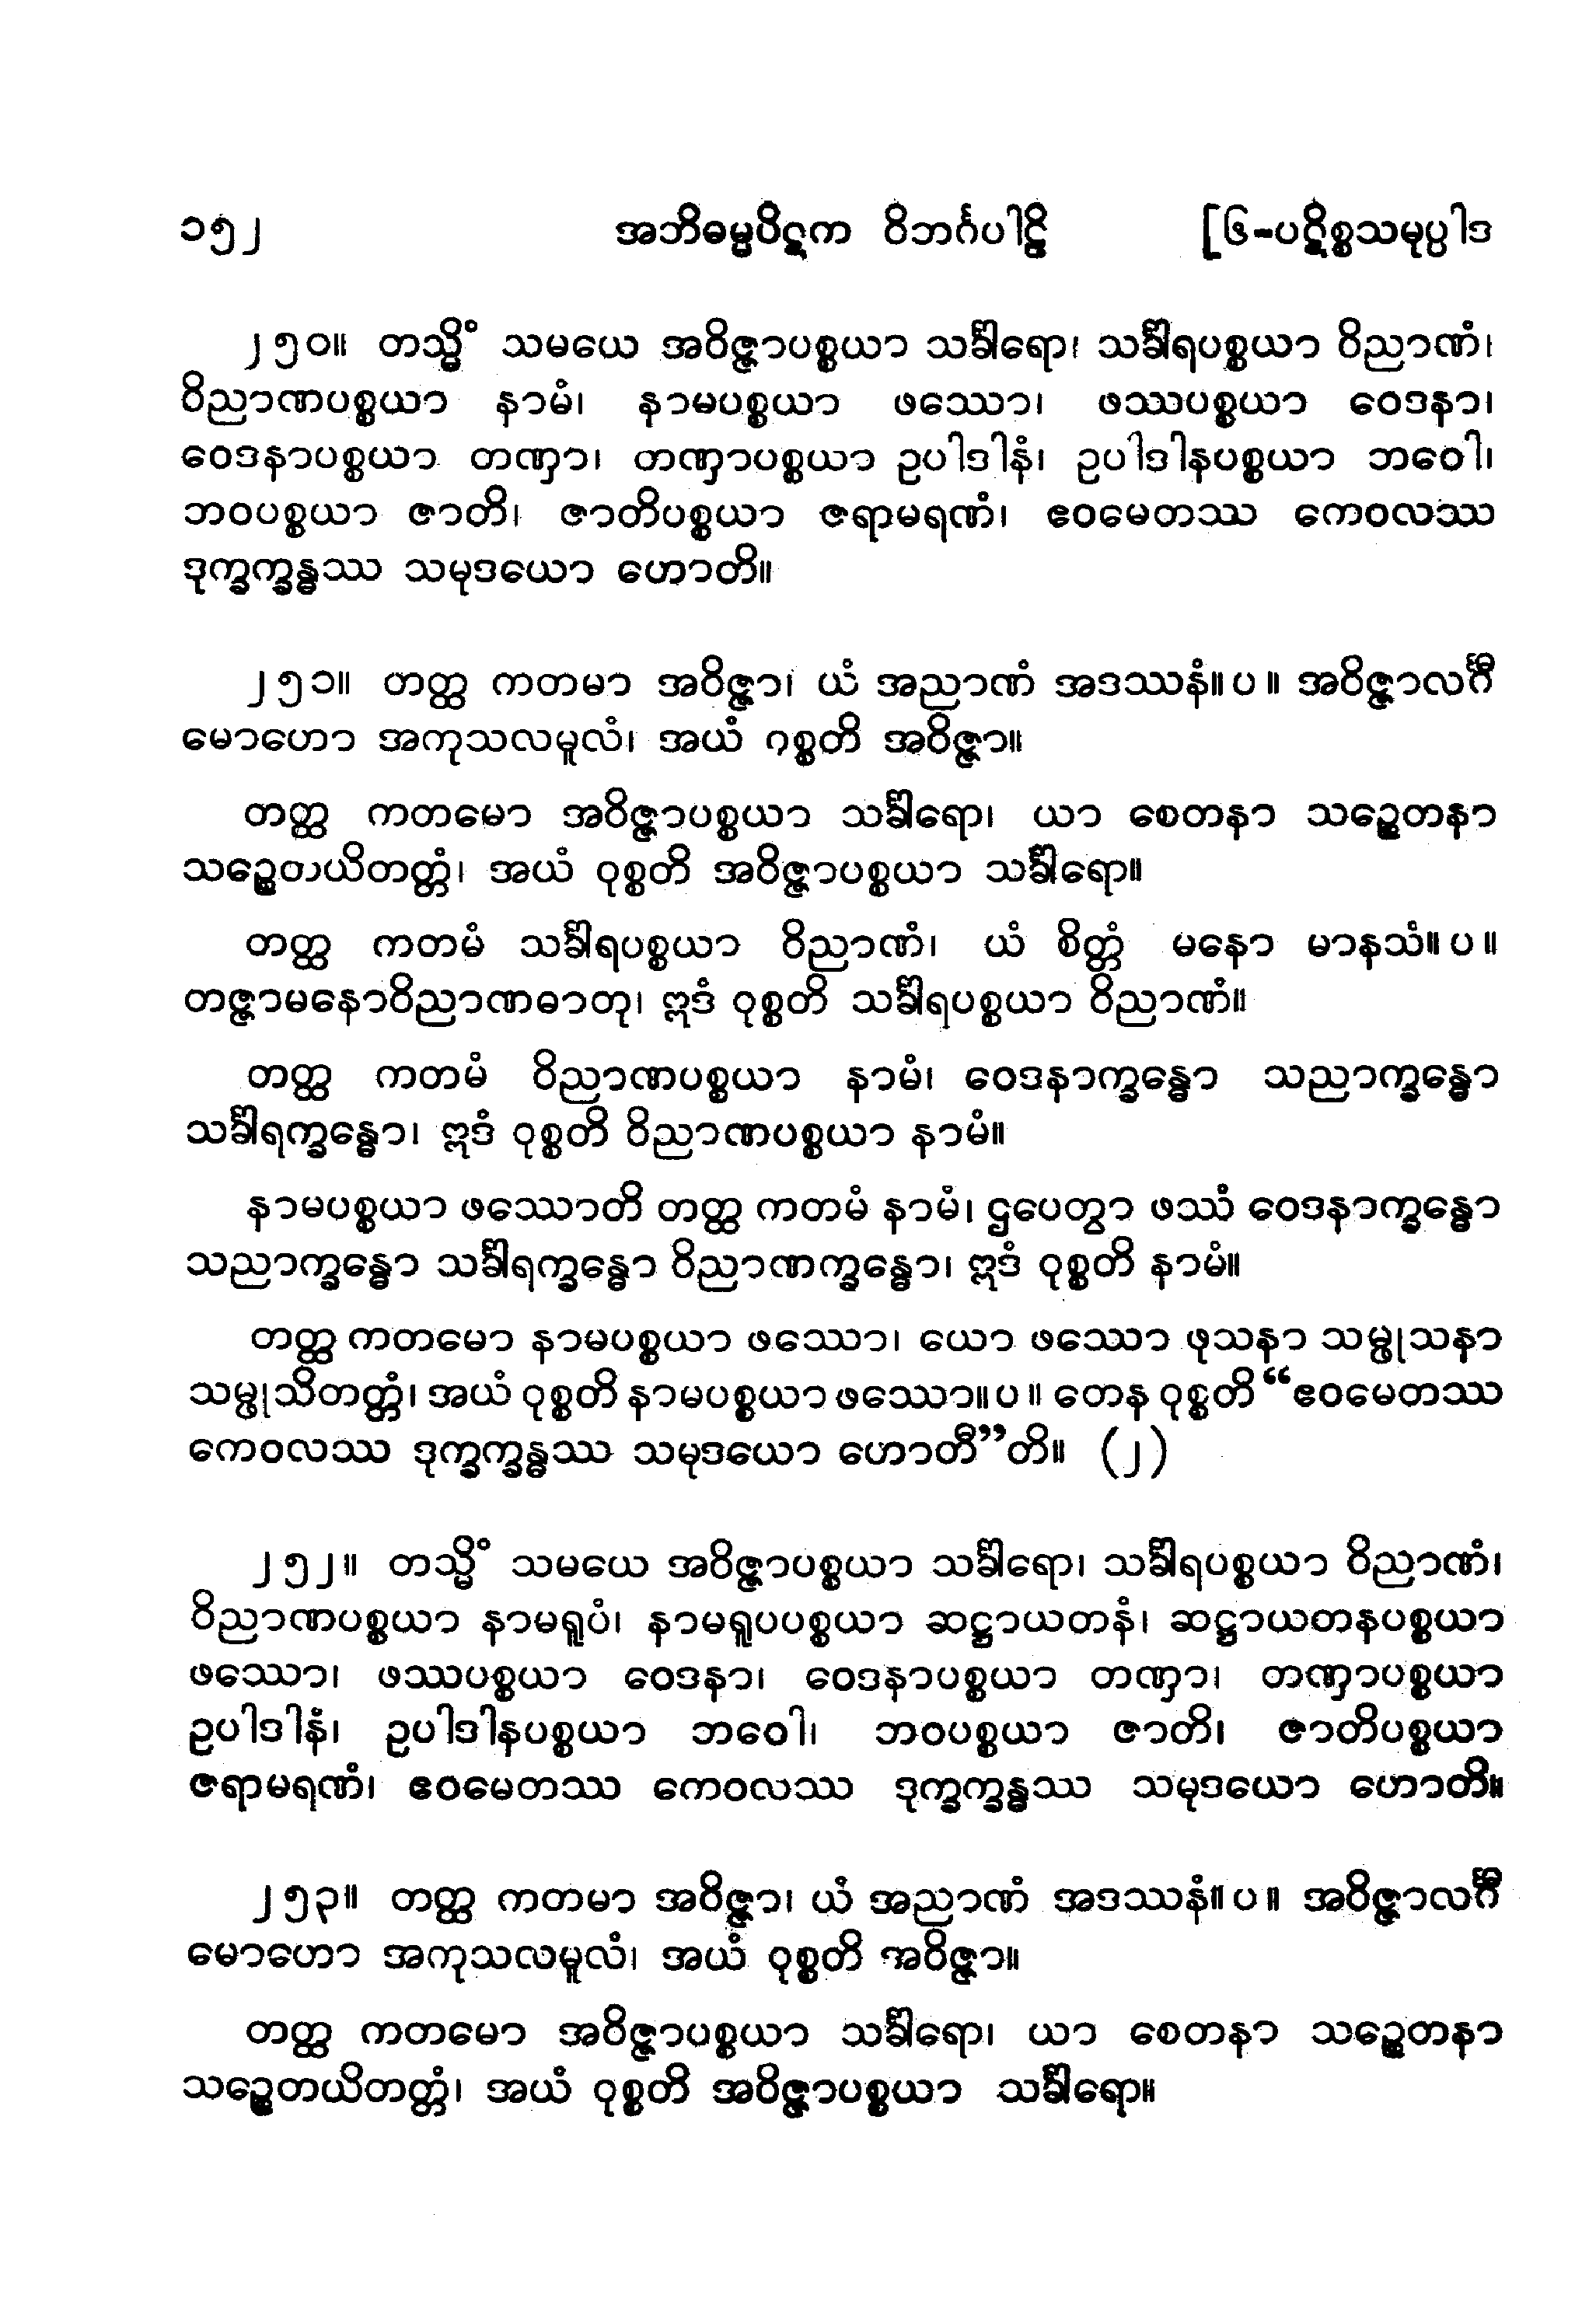 ၁၅၂ အဘိဓမ္မပိဋက ဝိဘင်္ဂပါဠိ [၆-ပဋိစ္စသမုပ္ပါဒ
၂၅၀။ တသ္မိံ သမယေ အဝိဇ္ဇာပစ္စယာ သင်္ခါရော၊ သင်္ခါရပစ္စယာ ဝိညာဏံ၊
ဝိညာဏပစ္စယာ နာမံ၊ နာမပစ္စယာ ဖဿော၊ ဖဿပစ္စယာ ဝေဒနာ၊
ဝေဒနာပစ္စယာ တဏှာ၊ တဏှာပစ္စယာ ဥပါဒါနံ၊ ဥပါဒါနပစ္စယာ ဘဝေါ၊
ဘဝပစ္စယာ ဇာတိ၊ ဇာတိပစ္စယာ ဇရာမရဏံ၊ ဧဝမေတဿ ကေဝလဿ
ဒုက္ခက္ခန္ဓဿ သမုဒယော ဟောတိ။
၂၅၁။ တတ္ထ ကတမာ အဝိဇ္ဇာ၊ ယံ အညာဏံ အဒဿနံ။ပ။ အဝိဇ္ဇာလင်္ဂီ
မောဟော အကုသလမူလံ၊ အယံ ဝုစ္စတိ အဝိဇ္ဇာ။
တတ္ထ ကတမော အဝိဇ္ဇာပစ္စယာ သင်္ခါရော၊ ယာ စေတနာ သဉ္စေတနာ
သဉ္စေတယိတတ္တံ၊ အယံ ဝုစ္စတိ အဝိဇ္ဇာပစ္စယာ သင်္ခါရော။
တတ္ထ ကတမံ သင်္ခါရပစ္စယာ ဝိညာဏံ၊ ယံ စိတ္တံ မနော မာနသံ။ပ။
တဇ္ဇာမနောဝိညာဏဓာတု၊ ဣဒံ ဝုစ္စတိ သင်္ခါရပစ္စယာ ဝိညာဏံ။
တတ္ထ ကတမံ ဝိညာဏပစ္စယာ နာမံ၊ ဝေဒနာက္ခန္ဓော သညာက္ခန္ဓော
သင်္ခါရက္ခန္ဓော၊ ဣဒံ ဝုစ္စတိ ဝိညာဏပစ္စယာ နာမံ။
နာမပစ္စယာ ဖဿောတိ တတ္ထ ကတမံ နာမံ၊ ဌပေတွာ ဖဿံ ဝေဒနာက္ခန္ဓော
သညာက္ခန္ဓော သင်္ခါရက္ခန္ဓော ဝိညာဏက္ခန္ဓော၊ ဣဒံ ဝုစ္စတိ နာမံ။
တတ္ထ ကတမော နာမပစ္စယာ ဖဿော၊ ယော ဖဿော ဖုသနာ သမ္ဖုသနာ
သမ္ဖုသိတတ္တံ၊ အယံ ဝုစ္စတိ နာမပစ္စယာ ဖဿော။ပ။ တေန ဝုစ္စတိ “ဧဝမေတဿ
ကေဝလဿ ဒုက္ခက္ခန္ဓဿ သမုဒယော ဟောတီ”တိ။ (၂)
၂၅၂။ တသ္မိံ သမယေ အဝိဇ္ဇာပစ္စယာ သင်္ခါရော၊ သင်္ခါရပစ္စယာ ဝိညာဏံ၊
ဝိညာဏပစ္စယာ နာမရူပံ၊ နာမရူပပစ္စယာ ဆဋ္ဌာယတနံ၊ ဆဋ္ဌာယတနပစ္စယာ
ဖဿော၊ ဖဿပစ္စယာ ဝေဒနာ၊ ဝေဒနာပစ္စယာ တဏှာ၊ တဏှာပစ္စယာ
ဥပါဒါနံ၊ ဥပါဒါနပစ္စယာ ဘဝေါ၊ ဘဝပစ္စယာ ဇာတိ၊ ဇာတိပစ္စယာ
ဇရာမရဏံ၊ ဧဝမေတဿ ကေဝလဿ ဒုက္ခက္ခန္ဓဿ သမုဒယော ဟောတိ။
၂၅၃။ တတ္ထ ကတမာ အဝိဇ္ဇာ၊ ယံ အညာဏံ အဒဿနံ။ပ။ အဝိဇ္ဇာလင်္ဂီ
မောဟော အကုသလမူလံ၊ အယံ ဝုစ္စတိ အဝိဇ္ဇာ။
တတ္ထ ကတမော အဝိဇ္ဇာပစ္စယာ သင်္ခါရော၊ ယာ စေတနာ သဉ္စေတနာ
သဉ္စေတယိတတ္တံ၊ အယံ ဝုစ္စတိ အဝိဇ္ဇာပစ္စယာ သင်္ခါရော။